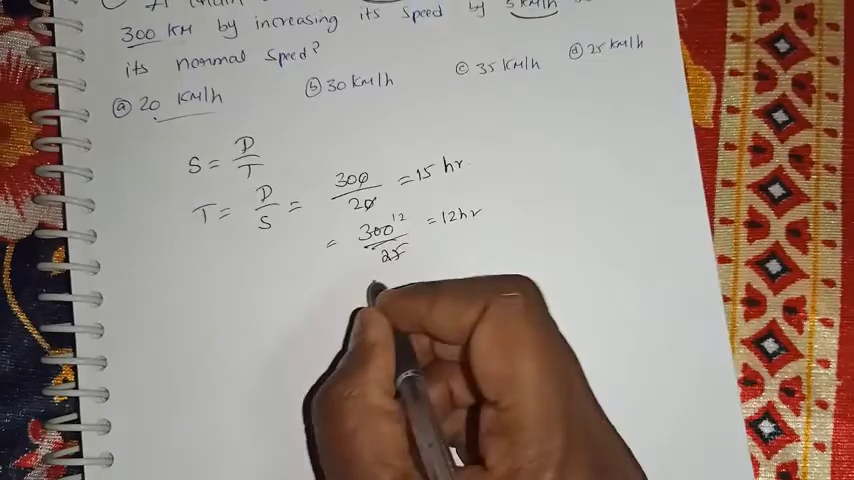 300 KM by increasing its speed by 5 km/h
its normal speed?
ⓐ 20 KM/h ⓑ 30 KM/h ⓒ 35 KM/h ⓓ 25 KM/h
S = D/T
T = D/S = 300/20 = 15 hr
= 300/25 12 = 12hr